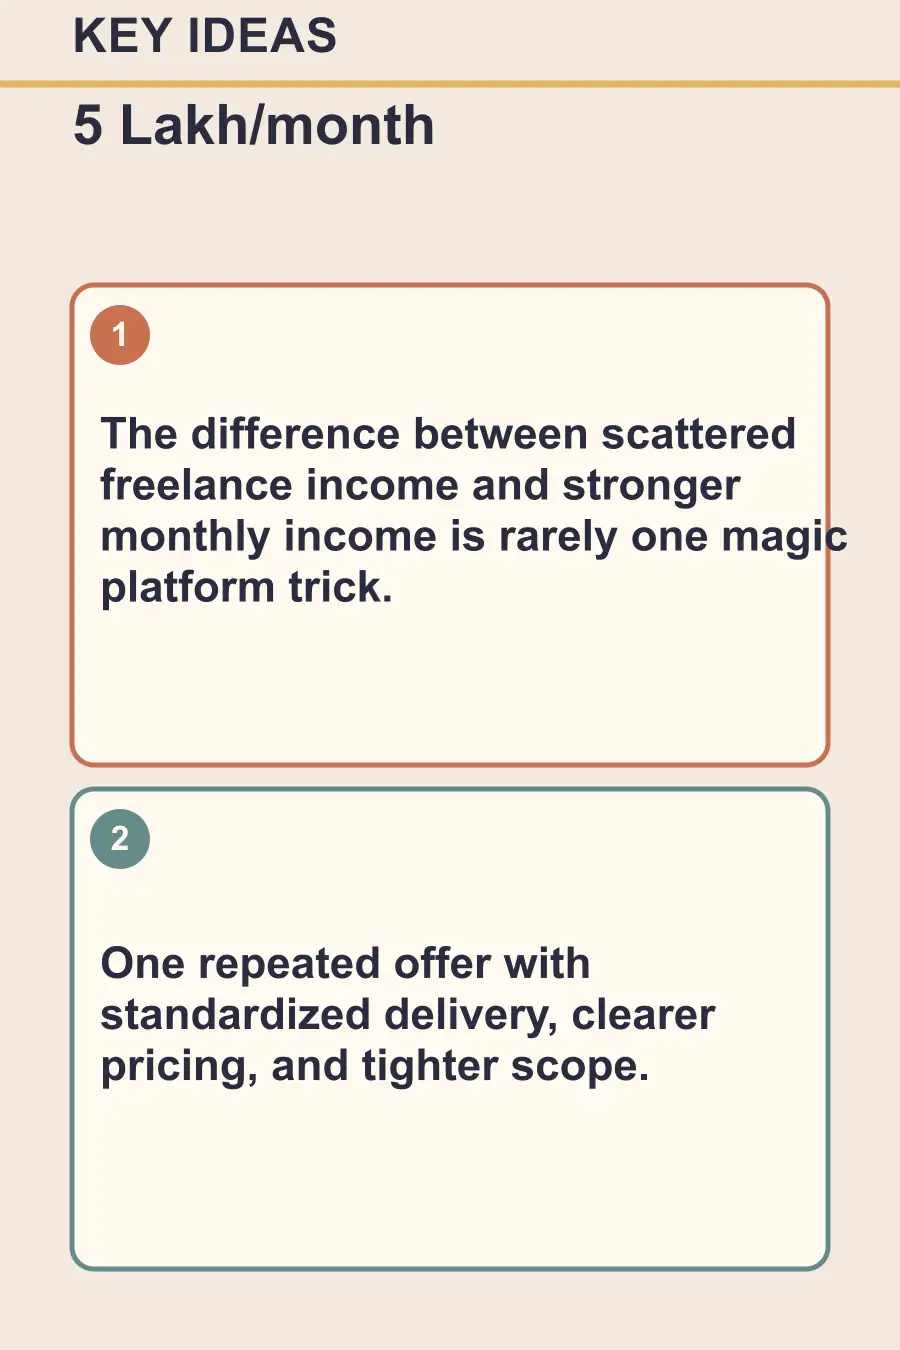 KEY IDEAS
5 Lakh/month
1
The difference between scattered
freelance income and stronger
monthly income is rarely one magic
platform trick.
2
One repeated offer with
standardized delivery, clearer
pricing, and tighter scope.